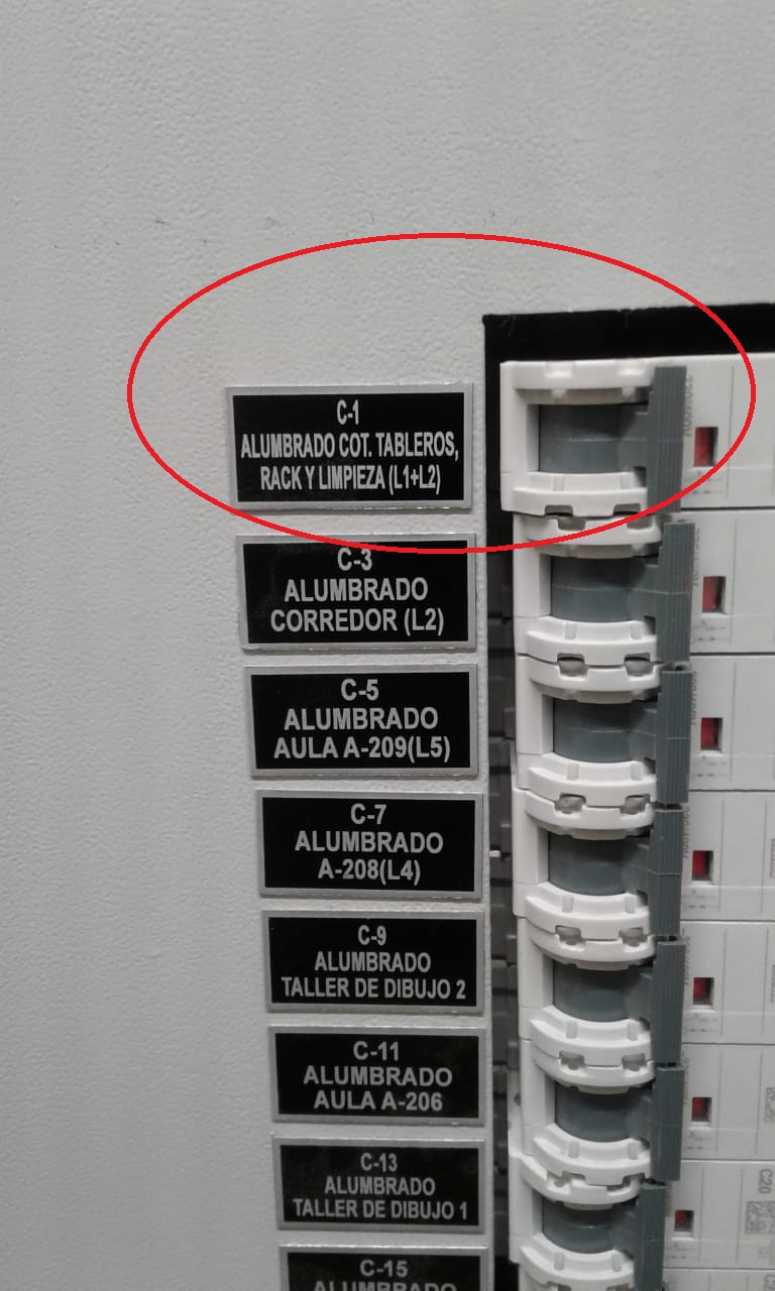 C-1
ALUMBRADO COT. TABLEROS,
RACK Y LIMPIEZA (L1+L2)
C-3
ALUMBRADO
CORREDOR (L2)
C-5
ALUMBRADO
AULA A-209(L5)
C-7
ALUMBRADO
A-208(L4)
C-9
ALUMBRADO
TALLER DE DIBUJO 2
C-11
ALUMBRADO
AULA A-206
C-13
ALUMBRADO
TALLER DE DIBUJO 1
C20
C-15
ALUMBRADO